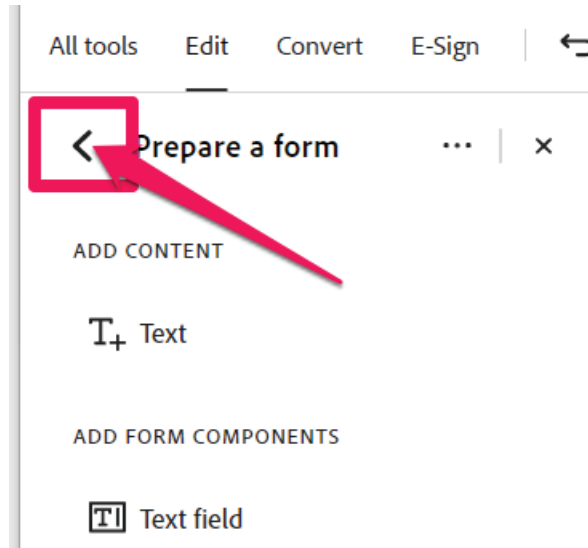 All tools Edit Convert E-Sign
Prepare a form
ADD CONTENT
Text
ADD FORM COMPONENTS
Text field